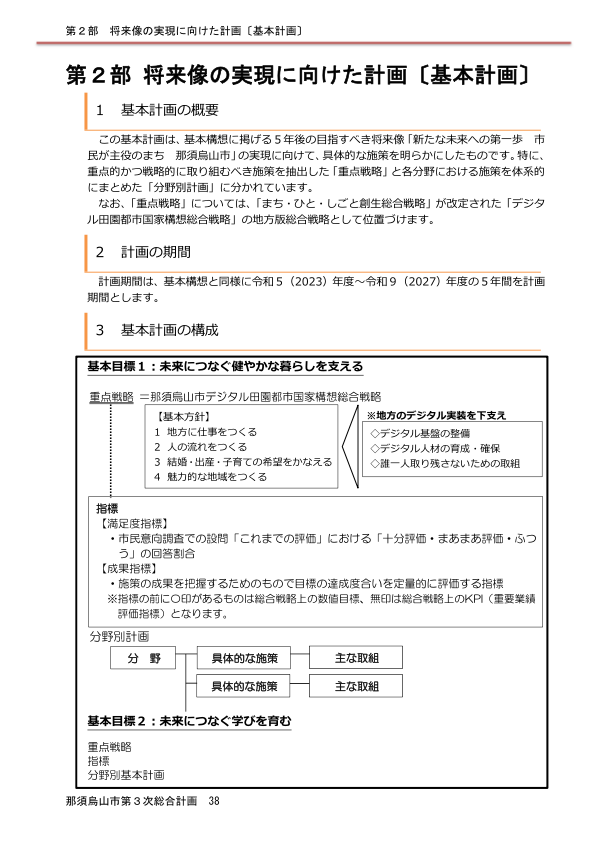 第２部　将来像の実現に向けた計画〔基本計画〕
第２部 将来像の実現に向けた計画〔基本計画〕
１　基本計画の概要
この基本計画は、基本構想に掲げる５年後の目指すべき将来像「新たな未来への第一歩　市
民が主役のまち　那須烏山市」の実現に向けて、具体的な施策を明らかにしたものです。特に、
重点的かつ戦略的に取り組むべき施策を抽出した「重点戦略」と各分野における施策を体系的
にまとめた「分野別計画」に分かれています。
なお、「重点戦略」については、「まち・ひと・しごと創生総合戦略」が改定された「デジタ
ル田園都市国家構想総合戦略」の地方版総合戦略として位置づけます。
２　計画の期間
計画期間は、基本構想と同様に令和５（2023）年度～令和９（2027）年度の５年間を計画
期間とします。
３　基本計画の構成
基本目標１：未来につなぐ健やかな暮らしを支える
重点戦略 ＝那須烏山市デジタル田園都市国家構想総合戦略
【基本方針】
１ 地方に仕事をつくる
２ 人の流れをつくる
３ 結婚・出産・子育ての希望をかなえる
４ 魅力的な地域をつくる
※地方のデジタル実装を下支え
◇デジタル基盤の整備
◇デジタル人材の育成・確保
◇誰一人取り残さないための取組
指標
【満足度指標】
・市民意向調査での設問「これまでの評価」における「十分評価・まあまあ評価・ふつ
う」の回答割合
【成果指標】
・施策の成果を把握するためのもので目標の達成度合いを定量的に評価する指標
※指標の前に〇印があるものは総合戦略上の数値目標、無印は総合戦略上のKPI（重要業績
評価指標）となります。
分野別計画
分　野
具体的な施策
主な取組
具体的な施策
主な取組
基本目標２：未来につなぐ学びを育む
重点戦略
指標
分野別基本計画
那須烏山市第３次総合計画　38